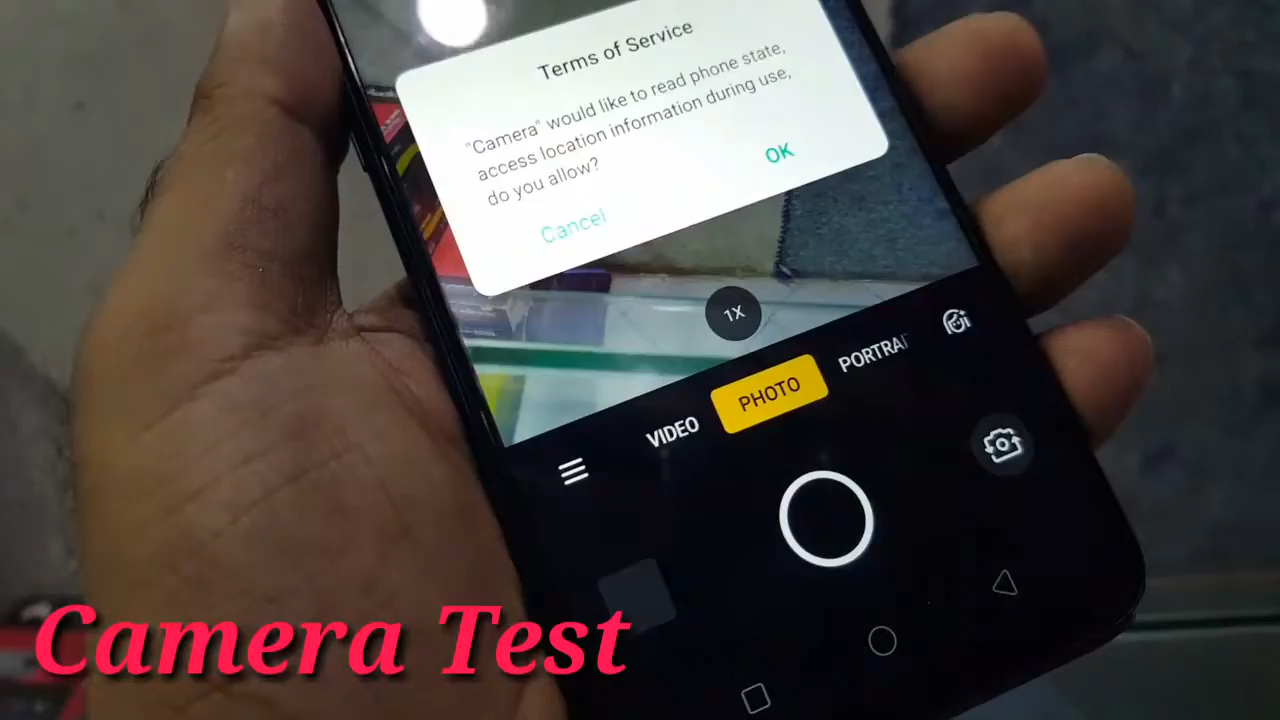 Terms of Service
"Camera" would like to read phone state,
access location information during use,
do you allow?
Cancel
OK
1X
VIDEO
PHOTO
PORTRAI
Camera Test